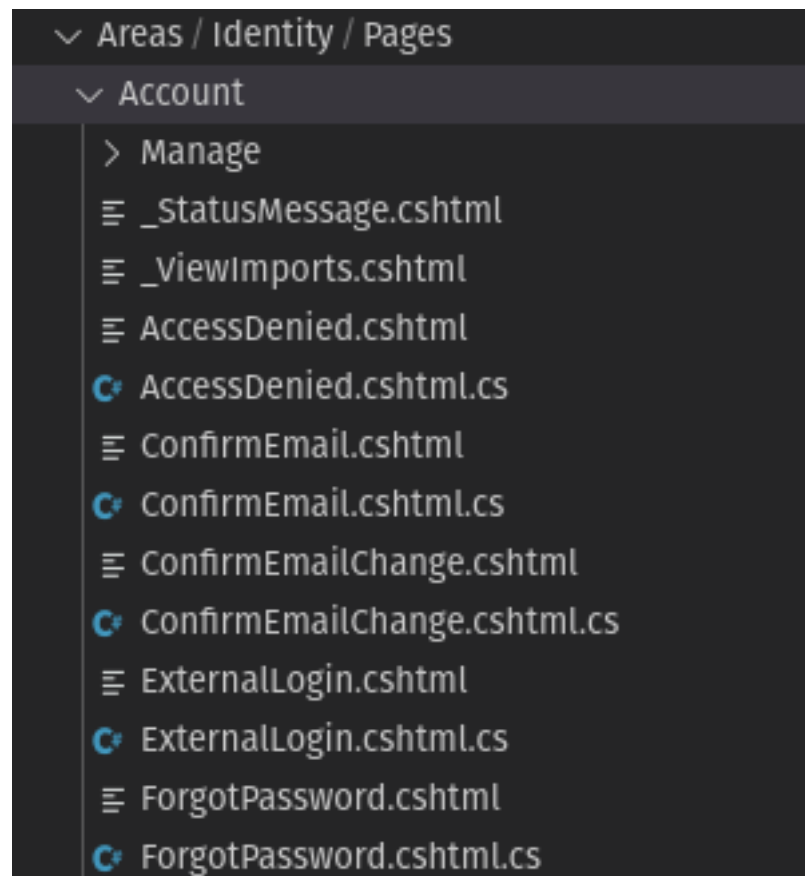 Areas / Identity / Pages
Account
Manage
_StatusMessage.cshtml
_ViewImports.cshtml
AccessDenied.cshtml
AccessDenied.cshtml.cs
ConfirmEmail.cshtml
ConfirmEmail.cshtml.cs
ConfirmEmailChange.cshtml
ConfirmEmailChange.cshtml.cs
ExternalLogin.cshtml
ExternalLogin.cshtml.cs
ForgotPassword.cshtml
ForgotPassword.cshtml.cs